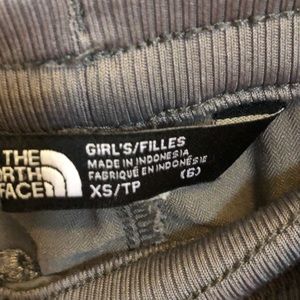 THE
NORTH
FACE
GIRL'S/FILLES
MADE IN INDONESIA
FABRIQUÉ EN INDONÉSIE
XS/TP (6)